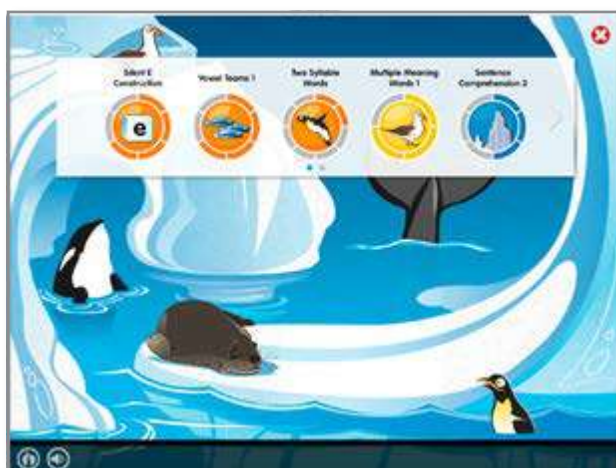 Silent E
Construction
Vowel Teams 1
Two Syllable
Words
Multiple Meaning
Words 1
Sentence
Comprehension 2
e